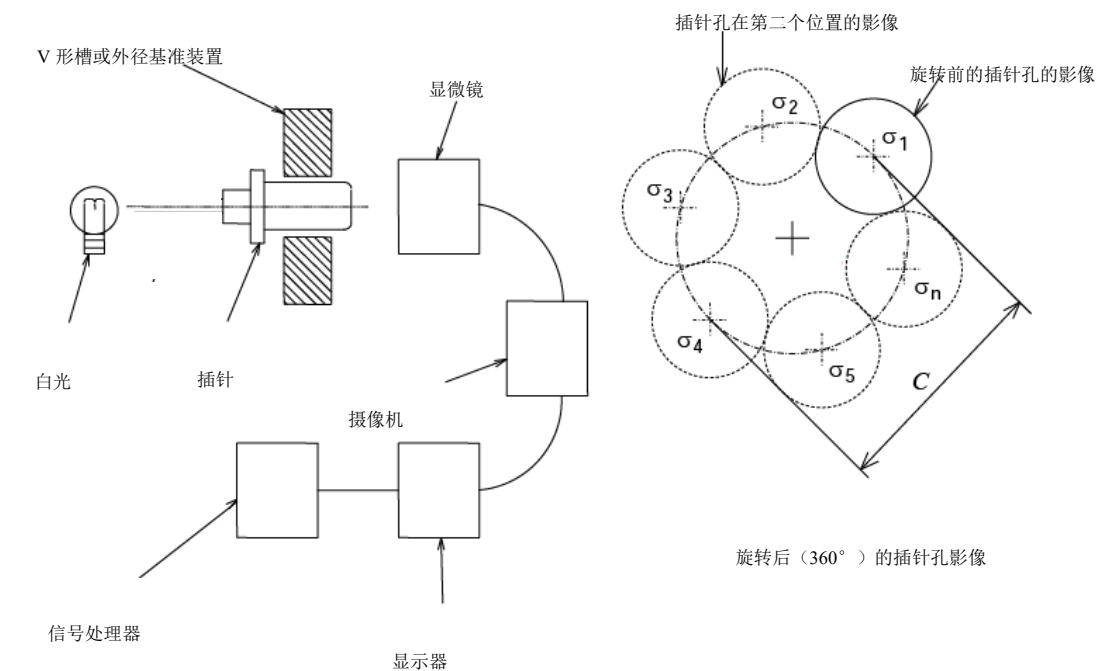 插针孔在第二个位置的影像
V 形槽或外径基准装置
旋转前的插针孔的影像
显微镜
σ2
σ1
σ3
σn
σ4
σ5
C
白光
插针
摄像机
旋转后（360°）的插针孔影像
信号处理器
显示器